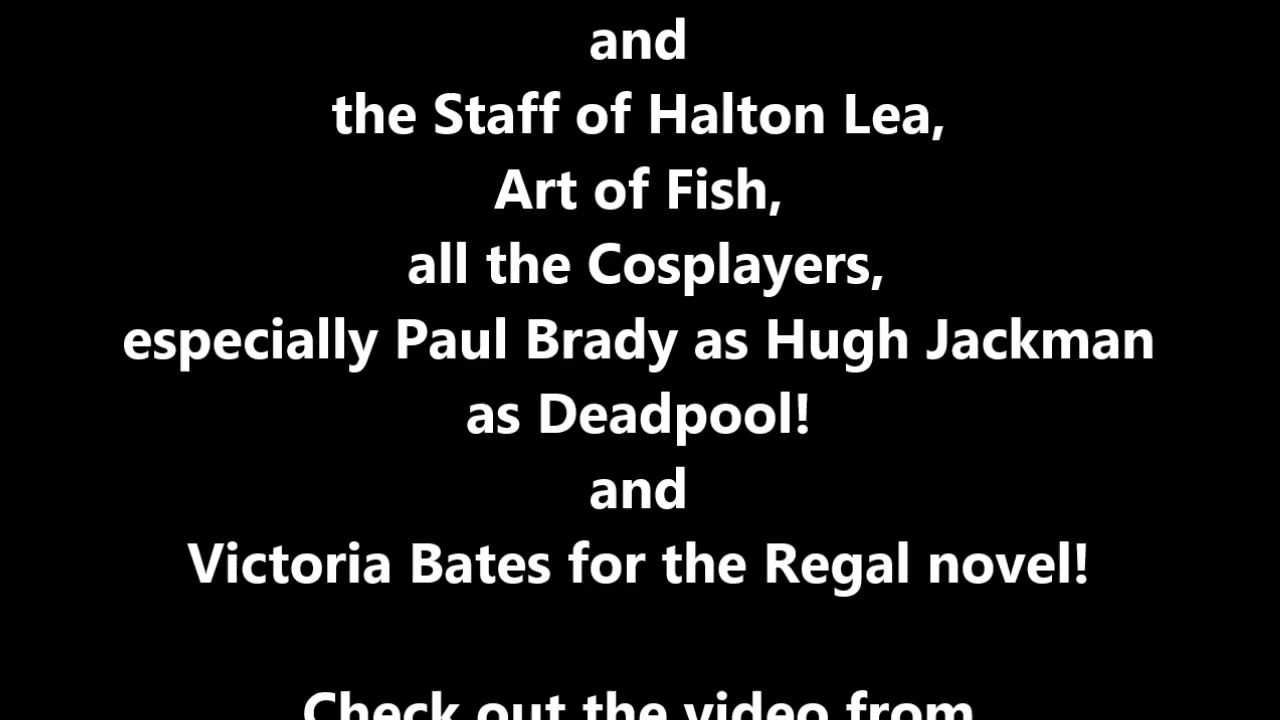 and
the Staff of Halton Lea,
Art of Fish,
all the Cosplayers,
especially Paul Brady as Hugh Jackman
as Deadpool!
and
Victoria Bates for the Regal novel!
Check out the video from